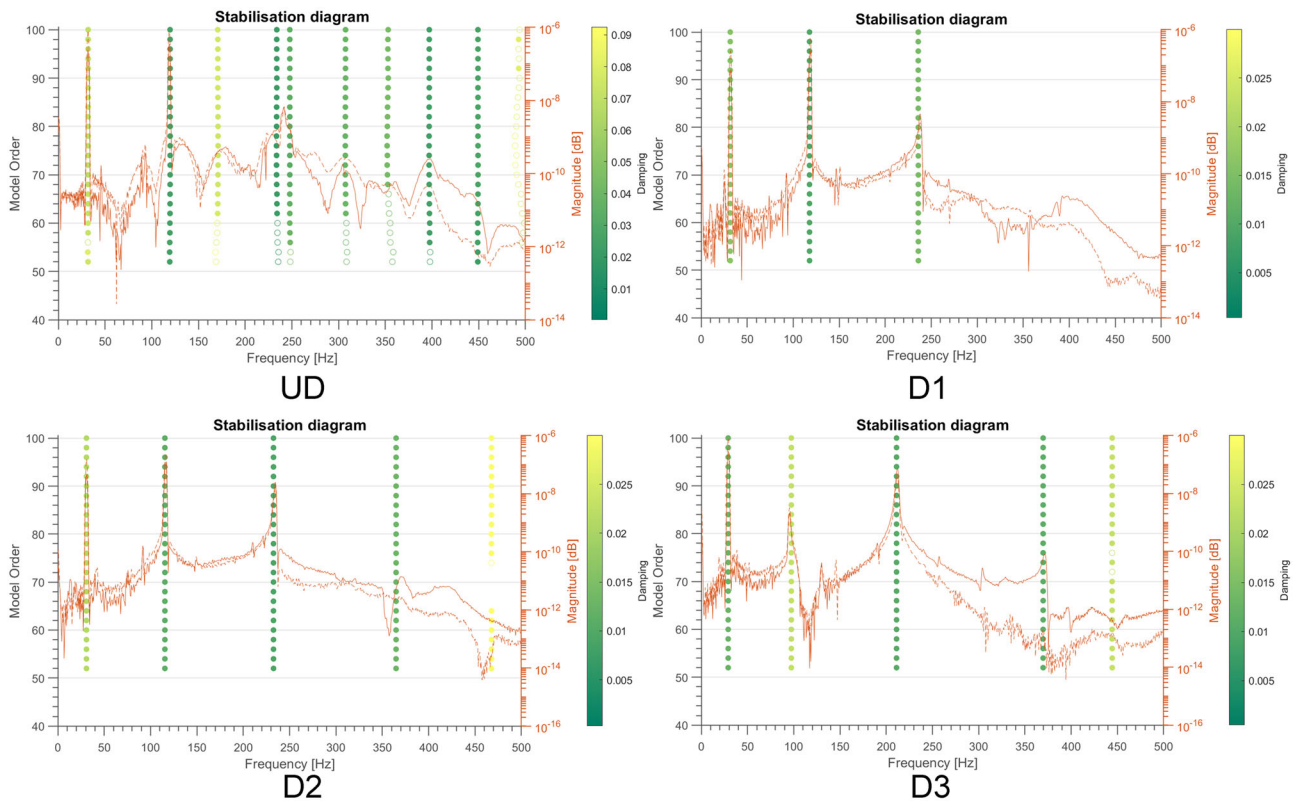 Stabilisation diagram
Model Order
100
90
80
70
60
50
40
0 50 100 150 200 250 300 350 400 450 500
Frequency [Hz]
10-6
10-8
10-10
10-12
10-14
Magnitude [dB]
Damping
0.09
0.08
0.07
0.06
0.05
0.04
0.03
0.02
0.01
UD
Stabilisation diagram
Model Order
100
90
80
70
60
50
40
0 50 100 150 200 250 300 350 400 450 500
Frequency [Hz]
10-6
10-8
10-10
10-12
10-14
Magnitude [dB]
Damping
0.025
0.02
0.015
0.01
0.005
D1
Stabilisation diagram
Model Order
100
90
80
70
60
50
40
0 50 100 150 200 250 300 350 400 450 500
Frequency [Hz]
10-6
10-8
10-10
10-12
10-14
10-16
Magnitude [dB]
Damping
0.025
0.02
0.015
0.01
0.005
D2
Stabilisation diagram
Model Order
100
90
80
70
60
50
40
0 50 100 150 200 250 300 350 400 450 500
Frequency [Hz]
10-6
10-8
10-10
10-12
10-14
10-16
Magnitude [dB]
Damping
0.025
0.02
0.015
0.01
0.005
D3